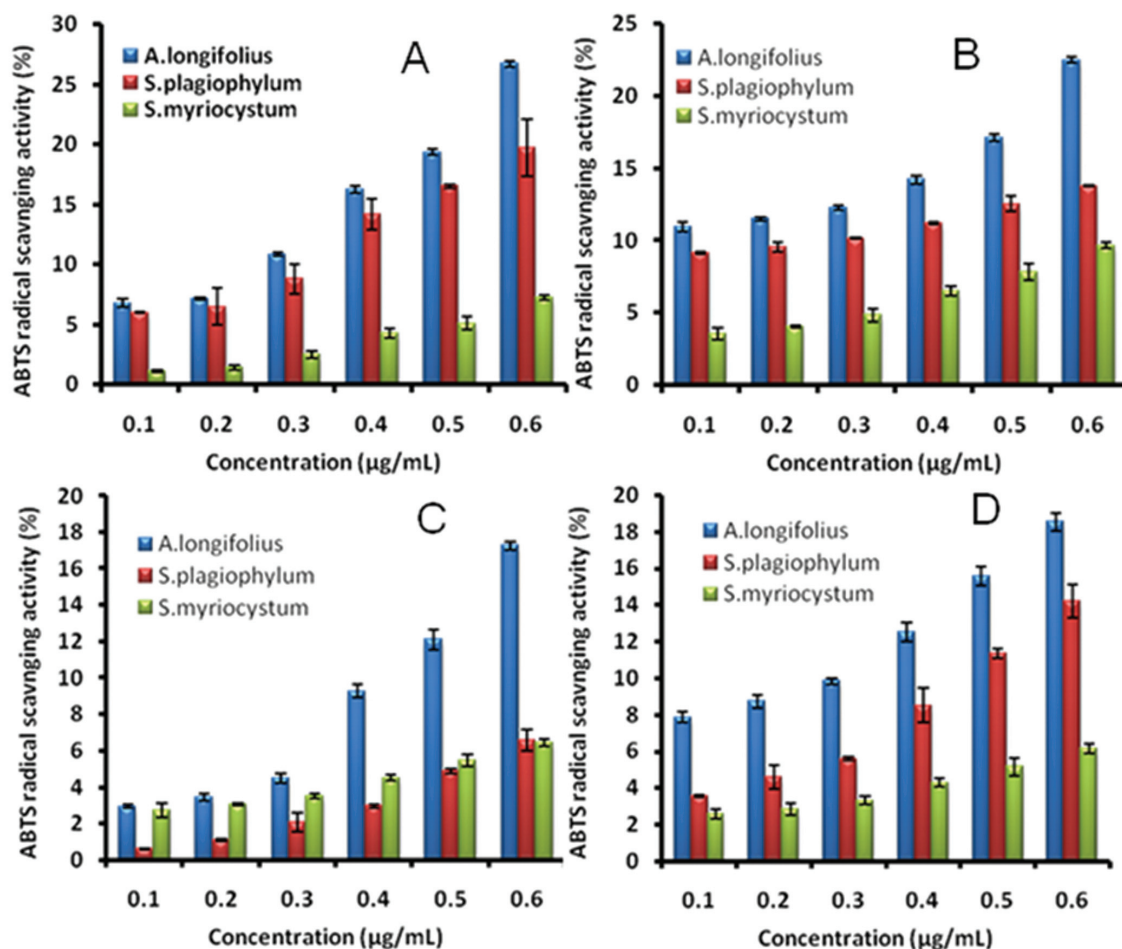 ABTS radical scavnging activity (%)
30
25
20
15
10
5
0
A.longifolius
S.plagiophylum
S.myriocystum
A
0.1 0.2 0.3 0.4 0.5 0.6
Concentration (µg/mL)
ABTS radical scavnging activity (%)
25
20
15
10
5
0
A.longifolius
S.plagiophylum
S.myriocystum
B
0.1 0.2 0.3 0.4 0.5 0.6
Concentration (µg/mL)
ABTS radical scavnging activity (%)
20
18
16
14
12
10
8
6
4
2
0
A.longifolius
S.plagiophylum
S.myriocystum
C
0.1 0.2 0.3 0.4 0.5 0.6
Concentration (µg/mL)
ABTS radical scavnging activity (%)
20
18
16
14
12
10
8
6
4
2
0
A.longifolius
S.plagiophylum
S.myriocystum
D
0.1 0.2 0.3 0.4 0.5 0.6
Concentration (µg/mL)